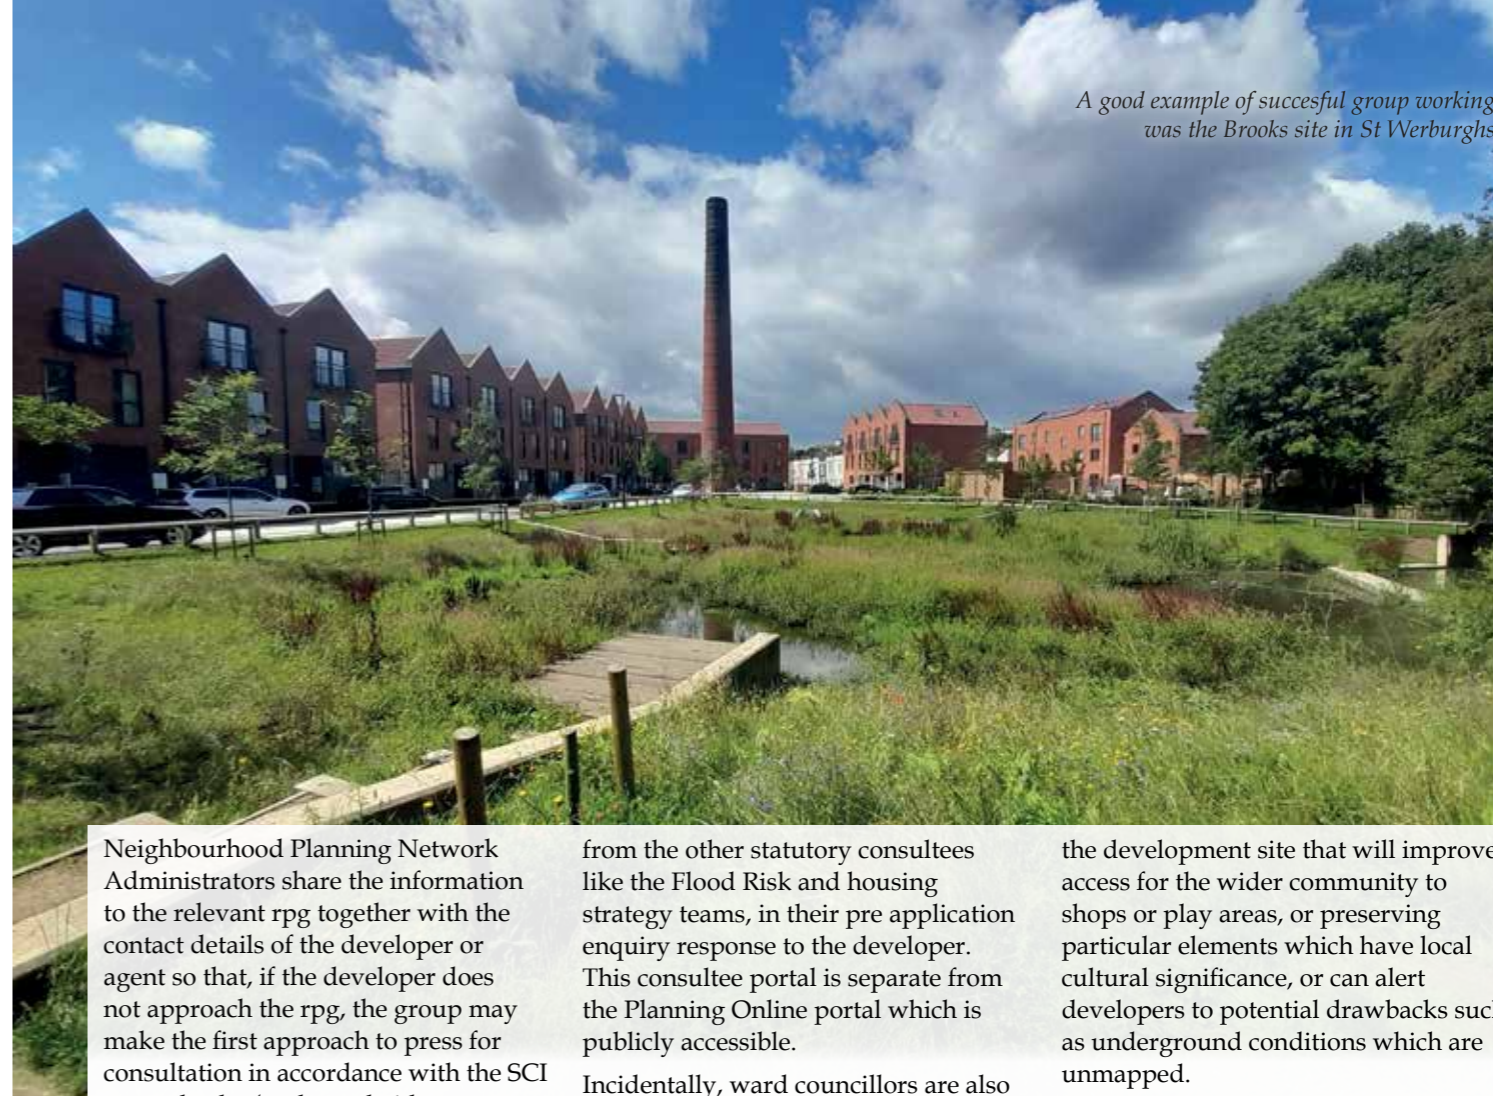 A good example of succesful group working
was the Brooks site in St Werburghs
Neighbourhood Planning Network
Administrators share the information
to the relevant rpg together with the
contact details of the developer or
agent so that, if the developer does
not approach the rpg, the group may
make the first approach to press for
consultation in accordance with the SCI
from the other statutory consultees
like the Flood Risk and housing
strategy teams, in their pre application
enquiry response to the developer.
This consultee portal is separate from
the Planning Online portal which is
publicly accessible.
Incidentally, ward councillors are also
the development site that will improve
access for the wider community to
shops or play areas, or preserving
particular elements which have local
cultural significance, or can alert
developers to potential drawbacks such
as underground conditions which are
unmapped.